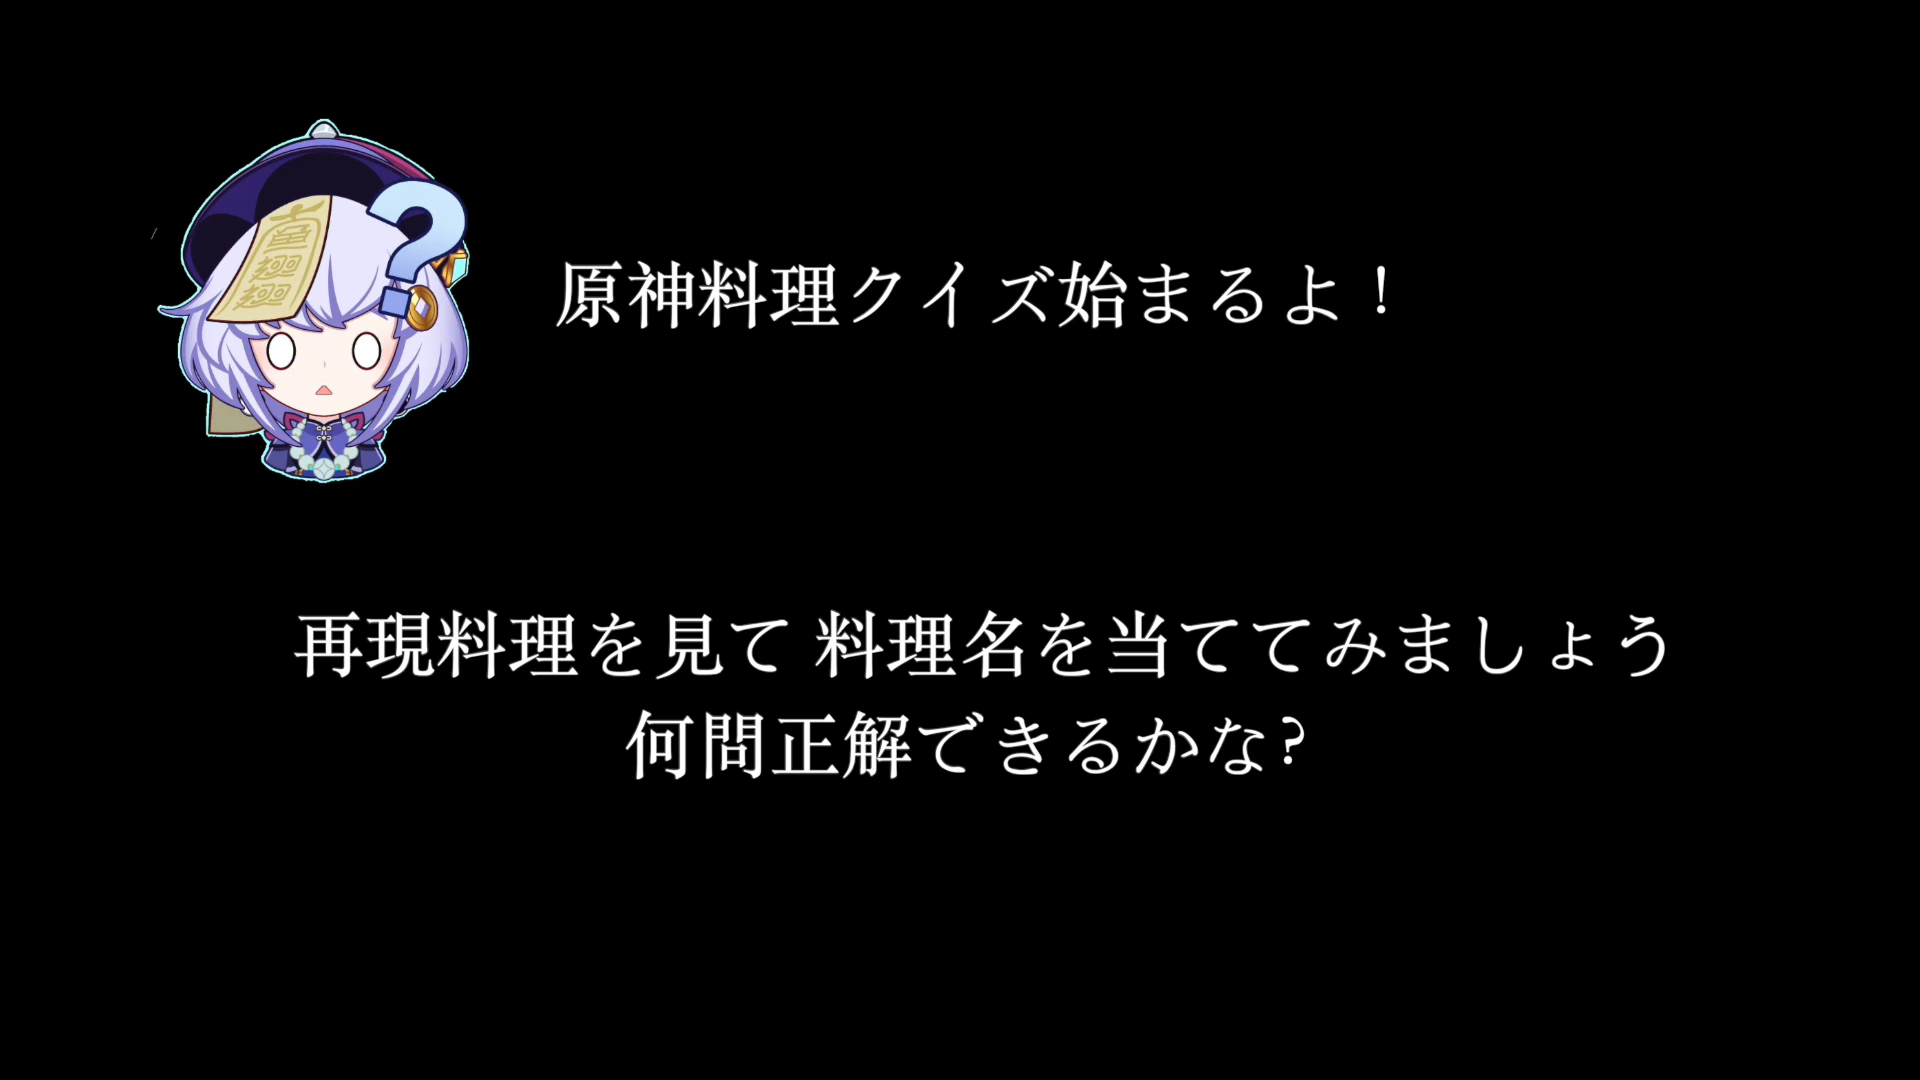 原神料理クイズ始まるよ！
再現料理を見て 料理名を当ててみましょう
何問正解できるかな?